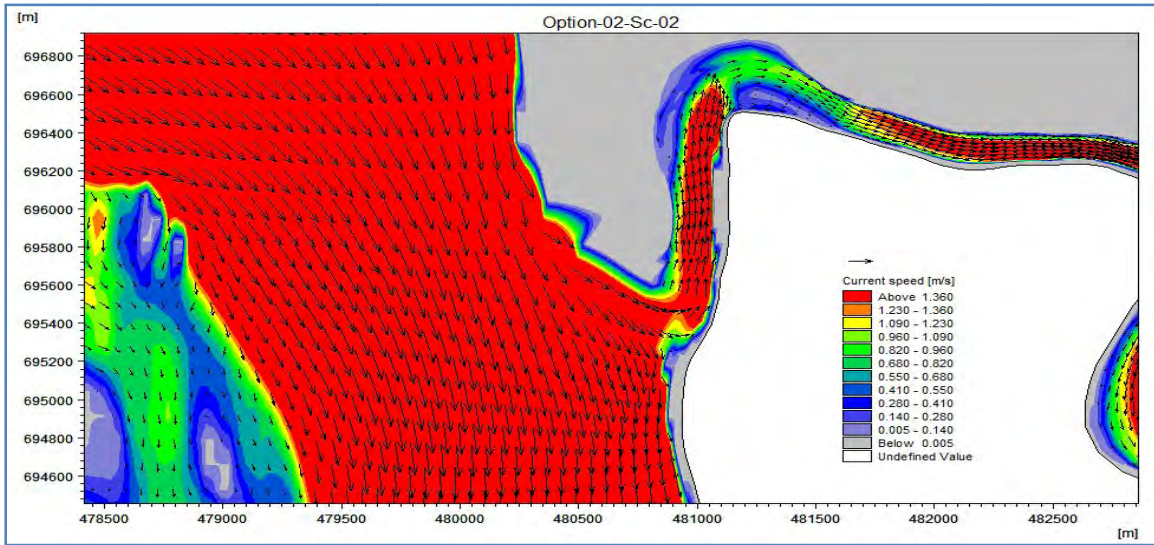 [m]
Option-02-Sc-02
696800
696600
696400
696200
696000
695800
695600
695400
695200
695000
694800
694600
Current speed [m/s]
Above 1.360
1.230 - 1.360
1.090 - 1.230
0.960 - 1.090
0.820 - 0.960
0.680 - 0.820
0.550 - 0.680
0.410 - 0.550
0.280 - 0.410
0.140 - 0.280
0.005 - 0.140
Below 0.005
Undefined Value
478500 479000 479500 480000 480500 481000 481500 482000 482500
[m]